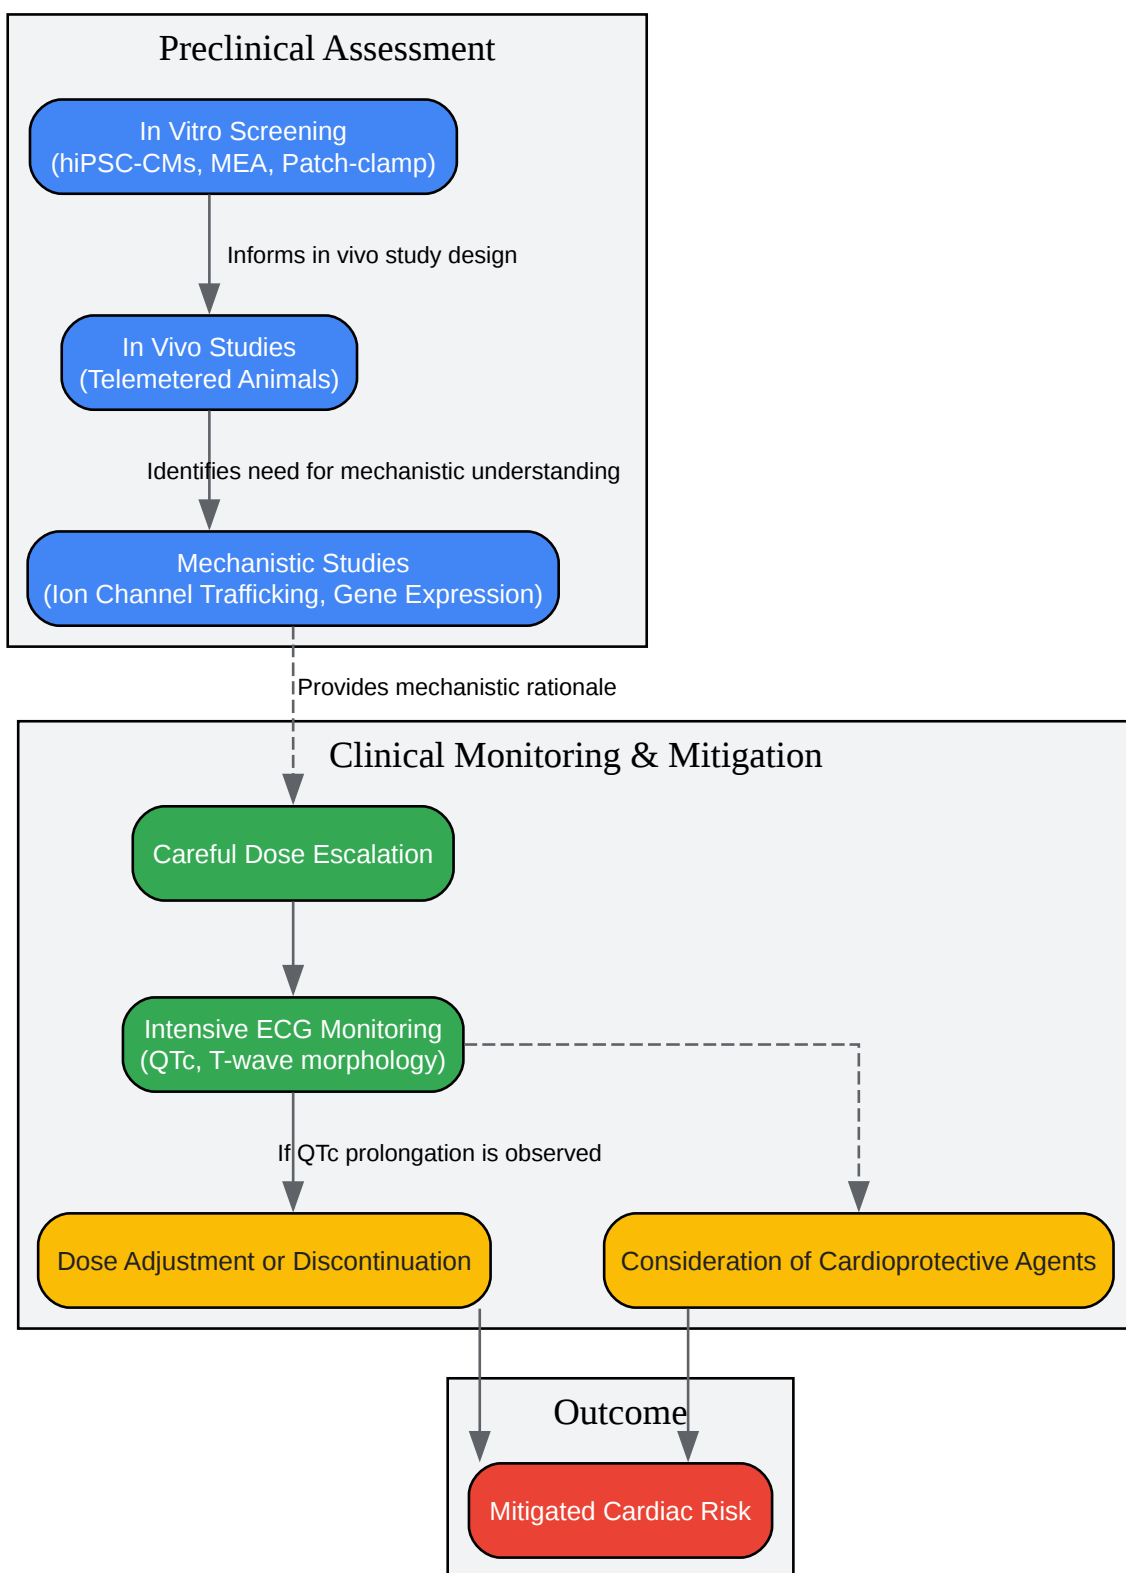 Preclinical Assessment
In Vitro Screening
(hiPSC-CMs, MEA, Patch-clamp)
Informs in vivo study design
In Vivo Studies
(Telemetered Animals)
Identifies need for mechanistic understanding
Mechanistic Studies
(Ion Channel Trafficking, Gene Expression)
Provides mechanistic rationale
Clinical Monitoring & Mitigation
Careful Dose Escalation
Intensive ECG Monitoring
(QTc, T-wave morphology)
If QTc prolongation is observed
Dose Adjustment or Discontinuation
Consideration of Cardioprotective Agents
Outcome
Mitigated Cardiac Risk